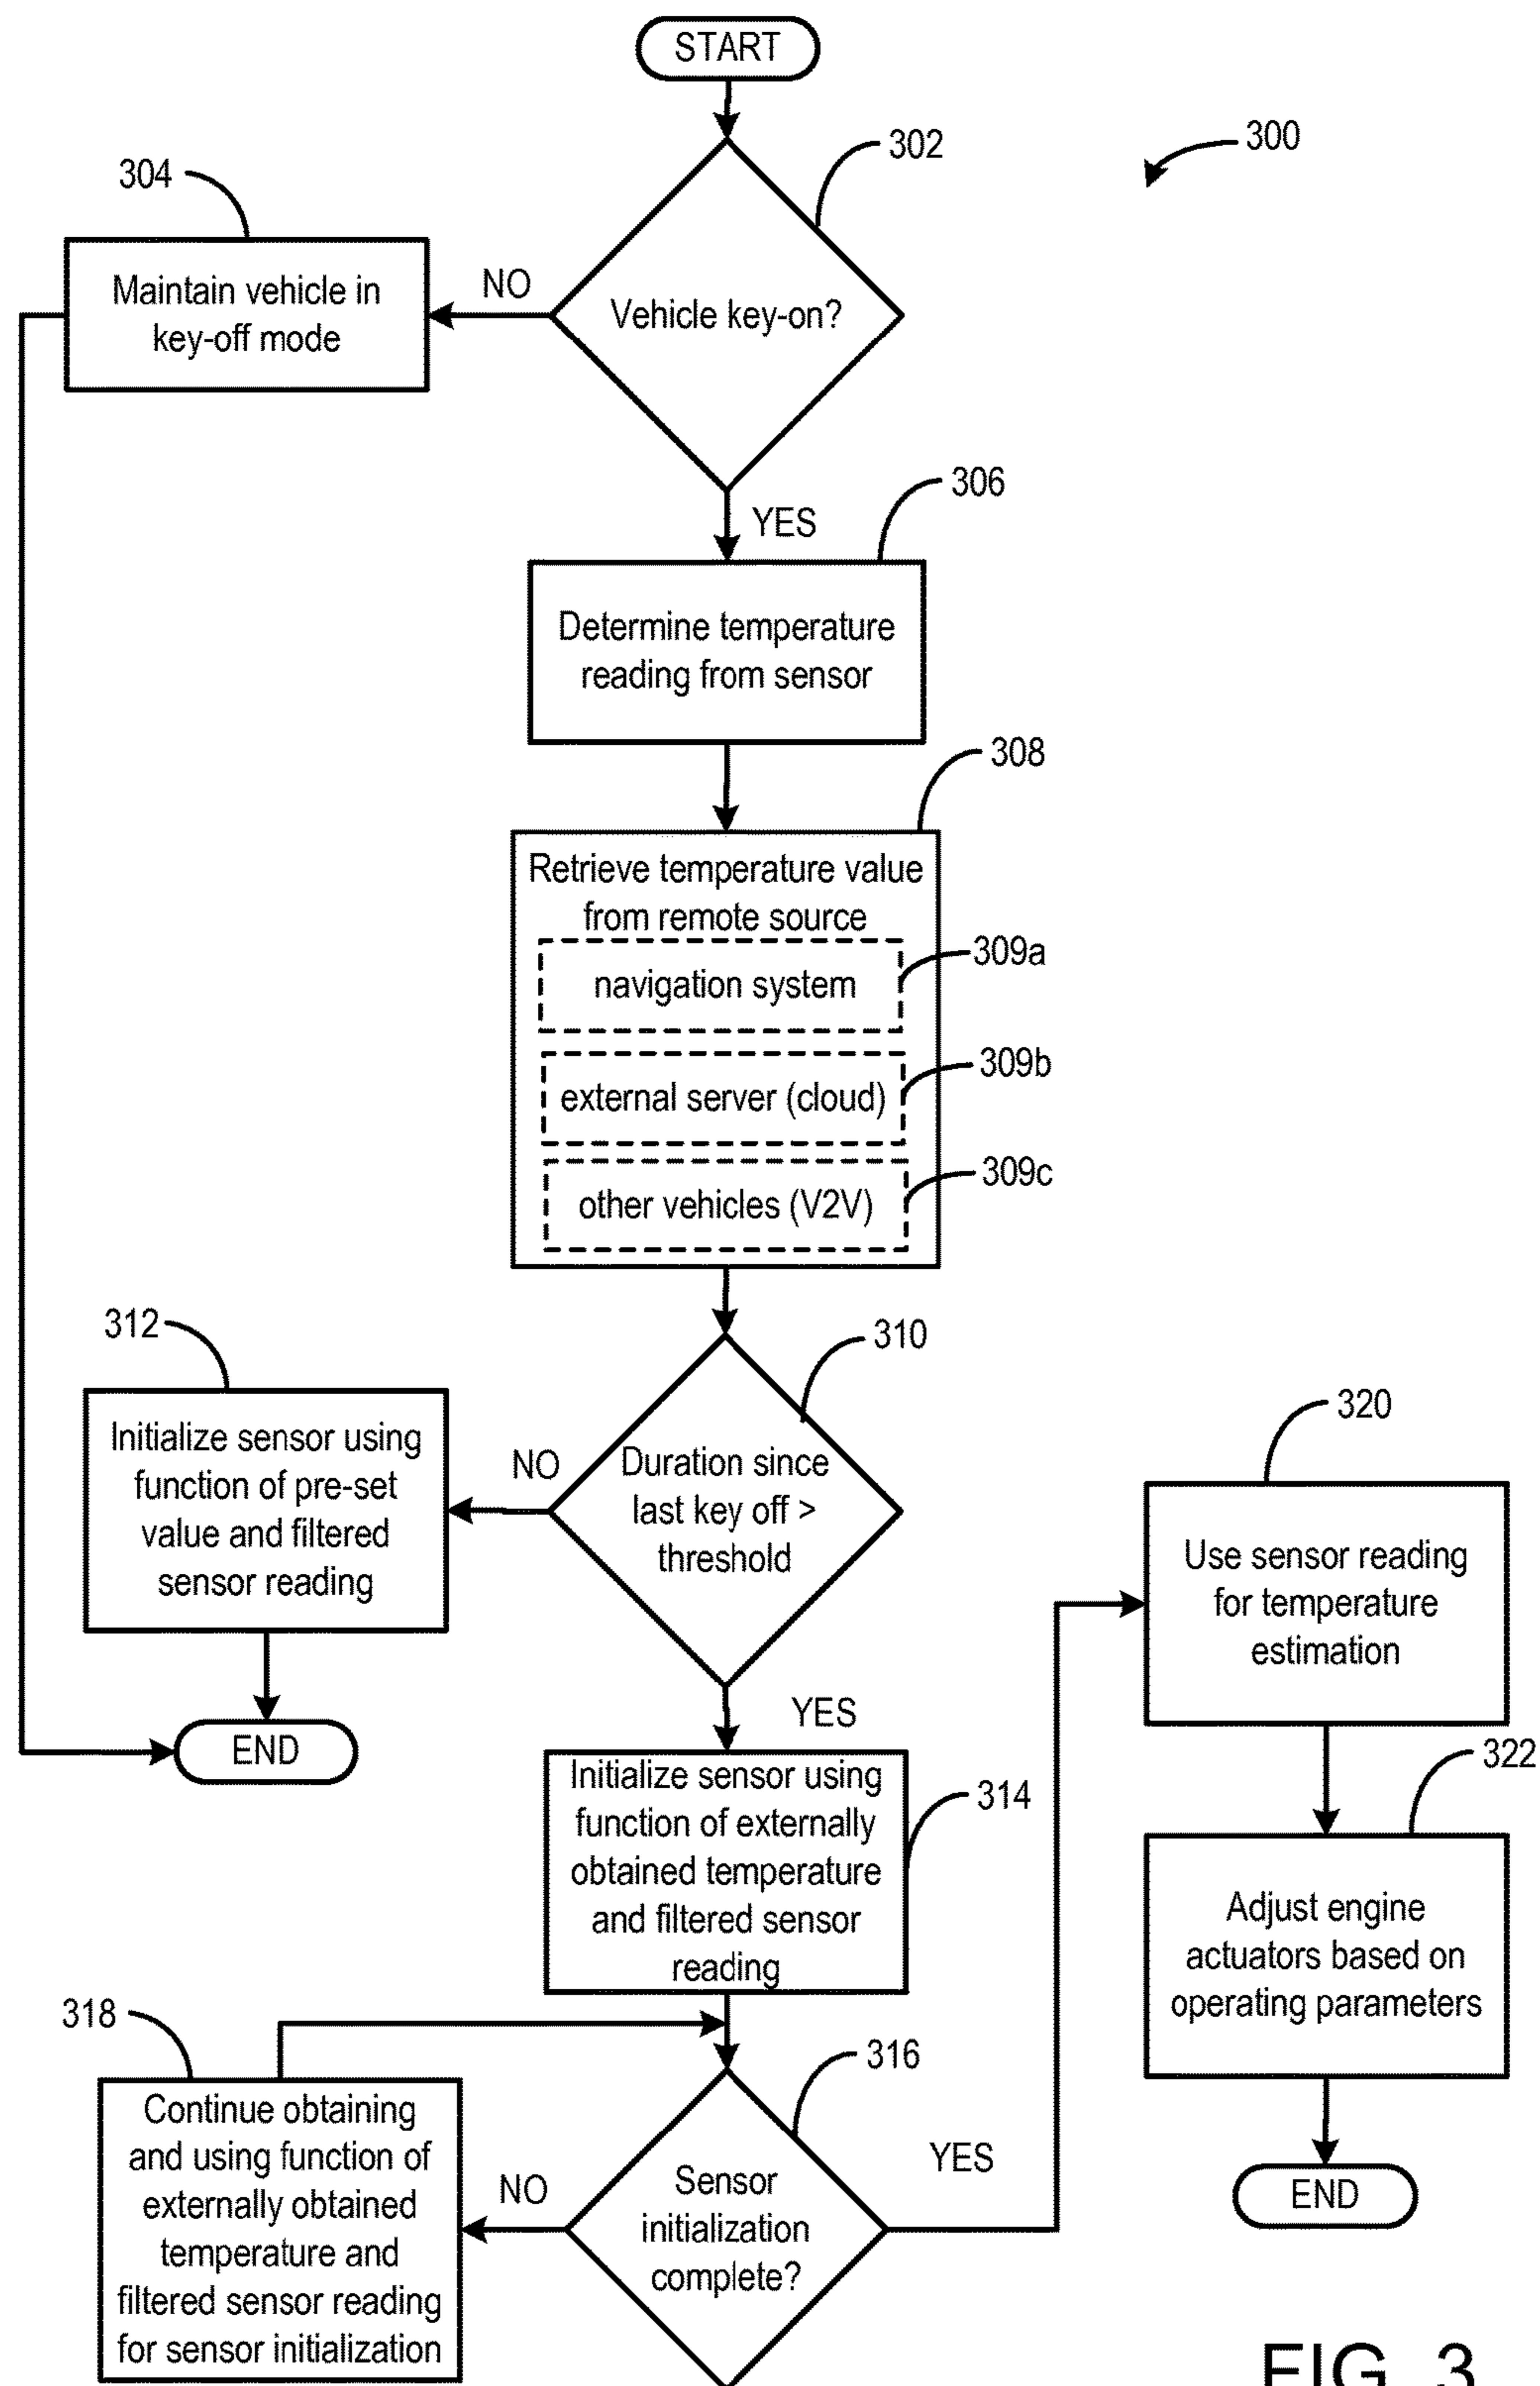 START
300
302
304
Vehicle key-on?
NO
Maintain vehicle in
key-off mode
YES
306
Determine temperature
reading from sensor
308
Retrieve temperature value
from remote source
309a
navigation system
309b
external server (cloud)
309c
other vehicles (V2V)
310
Duration since
last key off >
threshold
NO
312
Initialize sensor using
function of pre-set
value and filtered
sensor reading
END
YES
314
Initialize sensor using
function of externally
obtained temperature
and filtered sensor
reading
316
Sensor
initialization
complete?
NO
318
Continue obtaining
and using function of
externally obtained
temperature and
filtered sensor reading
for sensor initialization
YES
320
Use sensor reading
for temperature
estimation
322
Adjust engine
actuators based on
operating parameters
END
FIG. 3